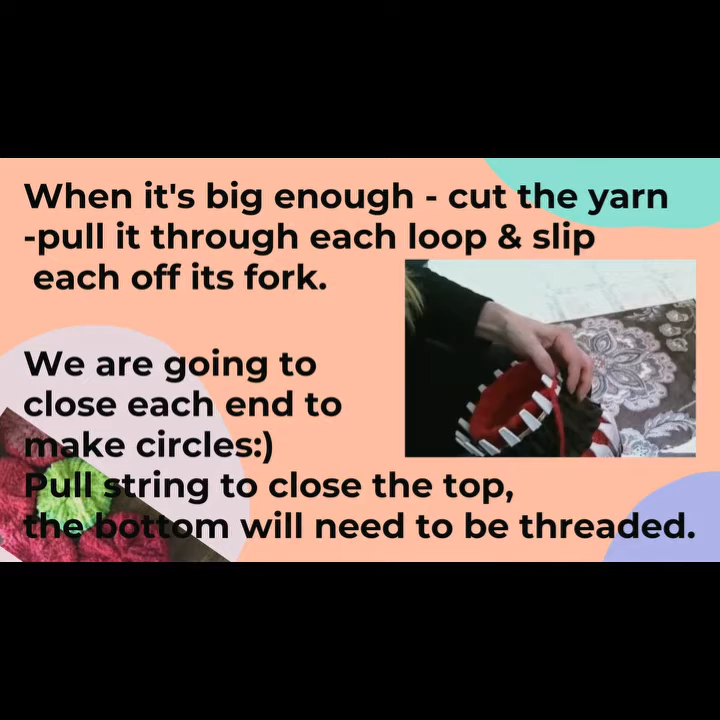 When it's big enough - cut the yarn
-pull it through each loop & slip
each off its fork.
We are going to
close each end to
make circles:)
Pull string to close the top,
the bottom will need to be threaded.